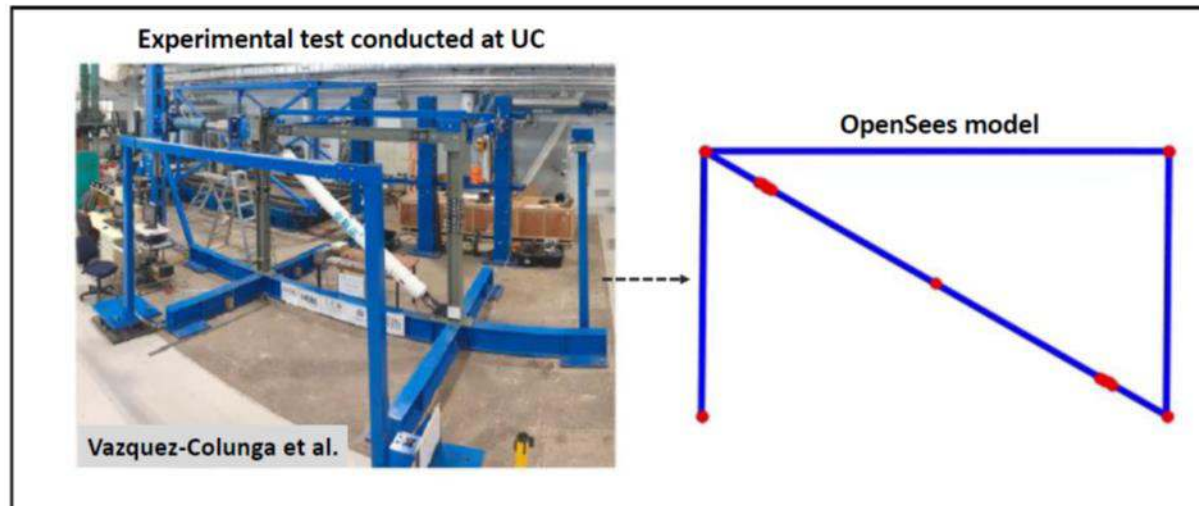 Experimental test conducted at UC
OpenSees model
Vazquez-Colunga et al.